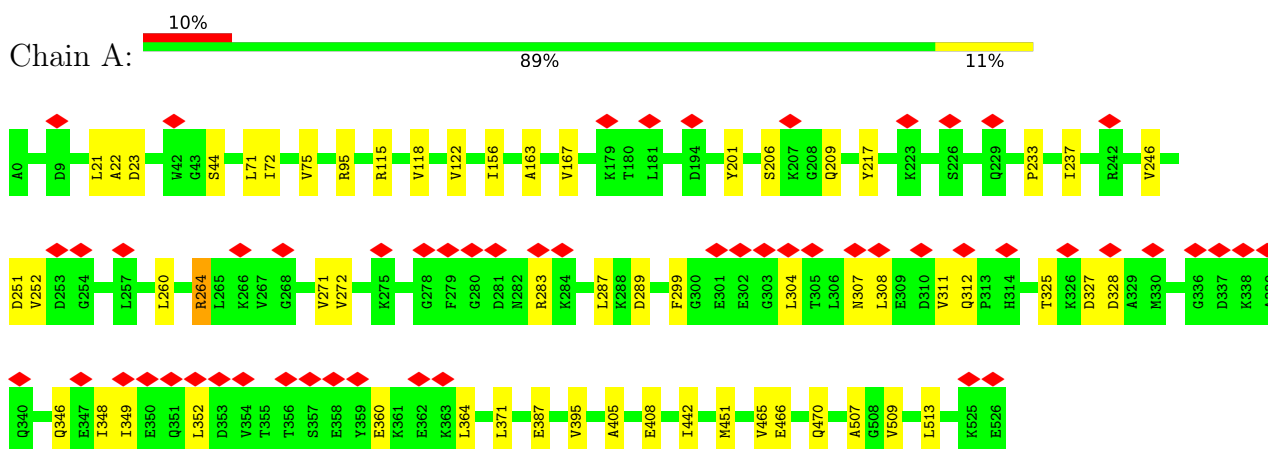 10%
Chain A:
89% 11%
A0 D9 L21 A22 D23 W42 G43 S44 L71 I72 V75 R95 R115 V118 V122 I156 A163 V167 K179 T180 L181 D194 Y201 S206 K207 G208 Q209 Y217 K223 S226 Q229 P233 I237 R242 V246
D251 V252 D253 G254 L257 L260 R264 L265 K266 V267 G268 V271 V272 K275 G278 F279 G280 D281 N282 R283 K284 L287 K288 D289 F299 G300 E301 E302 G303 L304 T305 L306 N307 L308 E309 D310 V311 Q312 P313 H314 T325 K326 D327 D328 A329 M330 G336 D337 K338
Q340 Q346 E347 I348 I349 E350 Q351 L352 D353 V354 T355 T356 S357 E358 Y359 E360 K361 E362 K363 L364 L371 E387 V395 A405 E408 I442 M451 V465 E466 Q470 A507 G508 V509 L513 K525 E526